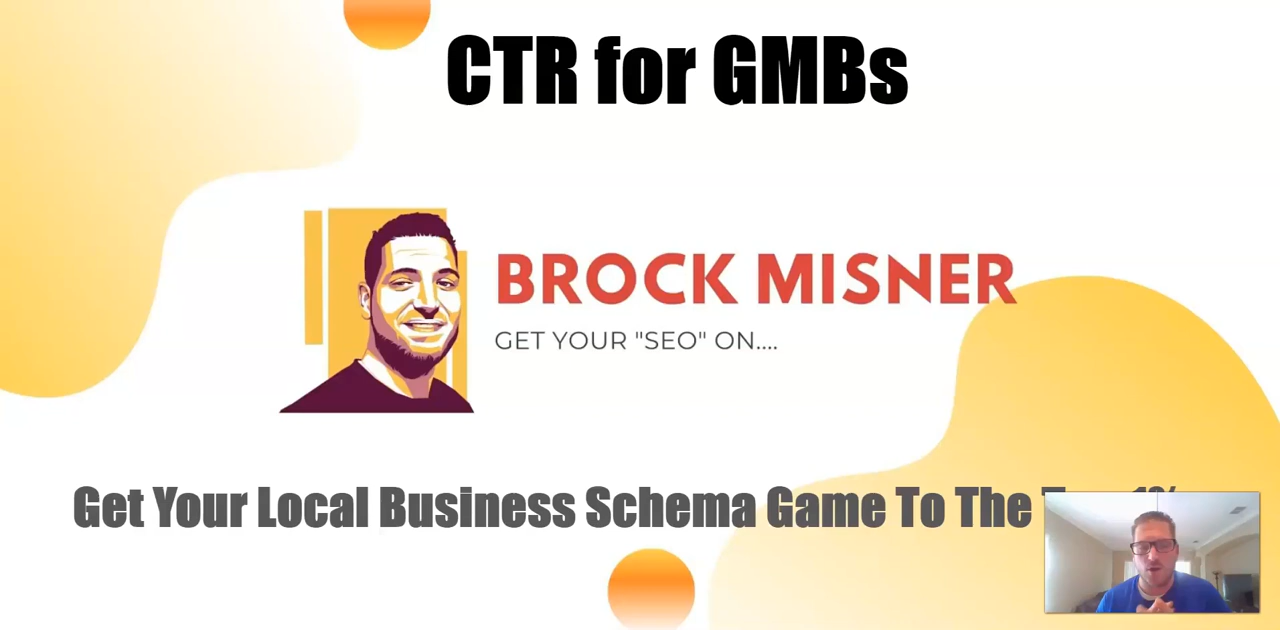 CTR for GMBs
BROCK MISNER
GET YOUR "SEO" ON....
Get Your Local Business Schema Game To The